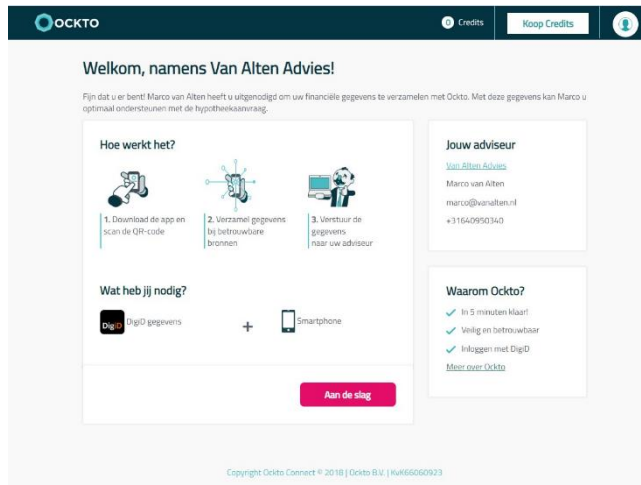 OCKTO
0 Credits
Koop Credits
Welkom, namens Van Alten Advies!
Fijn dat u er bent! Marco van Alten heeft u uitgenodigd om uw financiële gegevens te verzamelen met Ockto. Met deze gegevens kan Marco u
optimaal ondersteunen met de hypotheekaanvraag.
Hoe werkt het?
1. Download de app en
scan de QR-code
2. Verzamel gegevens
bij betrouwbare
bronnen
3. Verstuur de
gegevens
naar uw adviseur
Wat heb jij nodig?
DigiD
DigiD gegevens
+
Smartphone
Aan de slag
Jouw adviseur
Van Alten Advies
Marco van Alten
marco@vanalten.nl
+31640950340
Waarom Ockto?
In 5 minuten klaar!
Veilig en betrouwbaar
Inloggen met DigiD
Meer over Ockto
Copyright Ockto Connect © 2018 | Ockto B.V. | KvK66060923